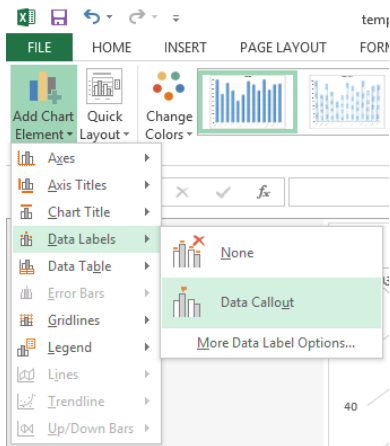 temp
FILE HOME INSERT PAGE LAYOUT FORM
Add Chart Element Quick Layout Change Colors
Axes
Axis Titles
Chart Title
Data Labels
Data Table
Error Bars
Gridlines
Legend
Lines
Trendline
Up/Down Bars
fx
None
Data Callout
More Data Label Options...
40